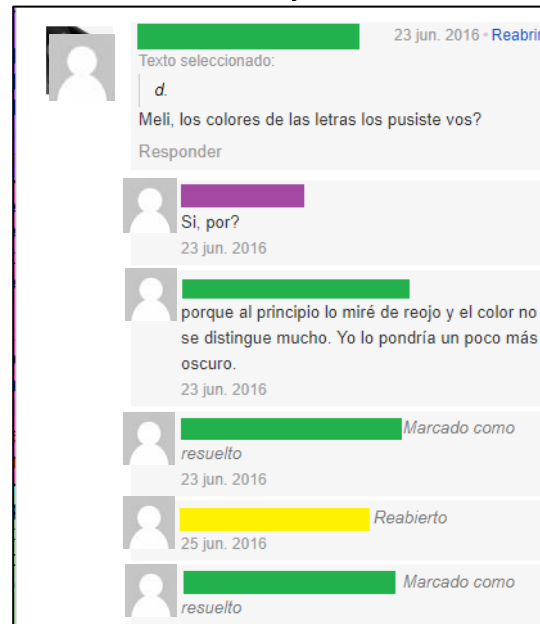 23 jun. 2016 • Reabrir
Texto seleccionado:
d.
Meli, los colores de las letras los pusiste vos?
Responder
Si, por?
23 jun. 2016
porque al principio lo miré de reojo y el color no
se distingue mucho. Yo lo pondría un poco más
oscuro.
23 jun. 2016
Marcado como
resuelto
23 jun. 2016
Reabierto
25 jun. 2016
Marcado como
resuelto